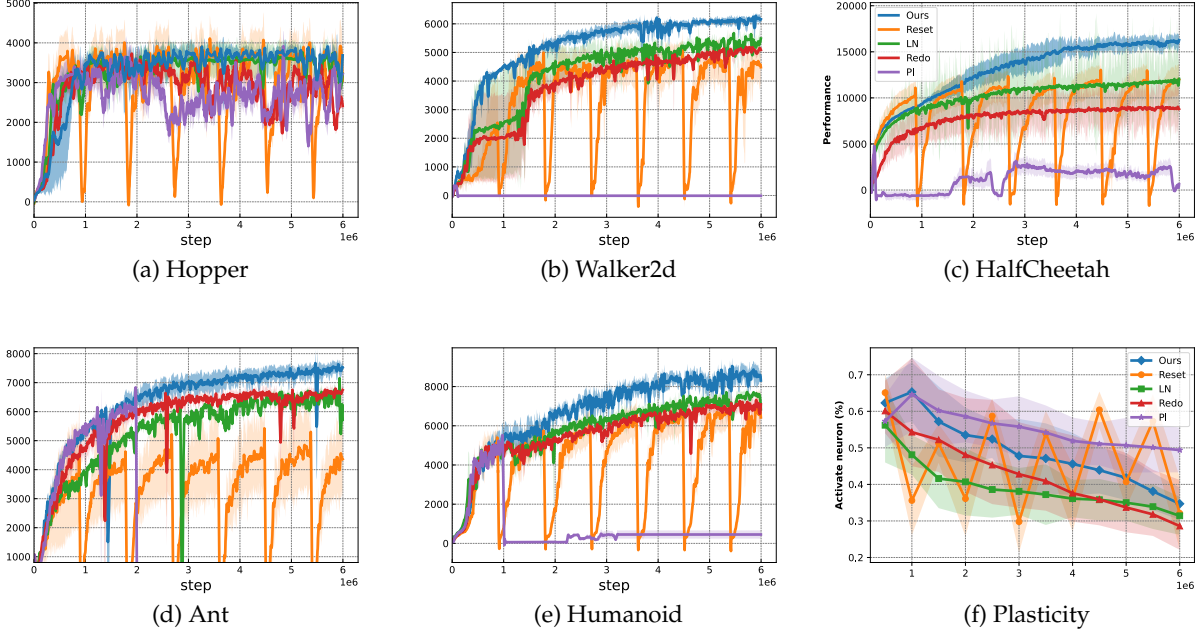 5000
4000
3000
2000
1000
0
0 1 2 3 4 5 6
1e6
step
(a) Hopper
6000
5000
4000
3000
2000
1000
0
0 1 2 3 4 5 6
1e6
step
(b) Walker2d
Performance
20000
15000
10000
5000
0
Ours
Reset
LN
Redo
Pl
0 1 2 3 4 5 6
1e6
step
(c) HalfCheetah
8000
7000
6000
5000
4000
3000
2000
1000
0 1 2 3 4 5 6
1e6
step
(d) Ant
8000
6000
4000
2000
0
0 1 2 3 4 5 6
1e6
step
(e) Humanoid
Activate neuron (%)
0.7
0.6
0.5
0.4
0.3
0.2
Ours
Reset
LN
Redo
Pl
1 2 3 4 5 6
1e6
(f) Plasticity